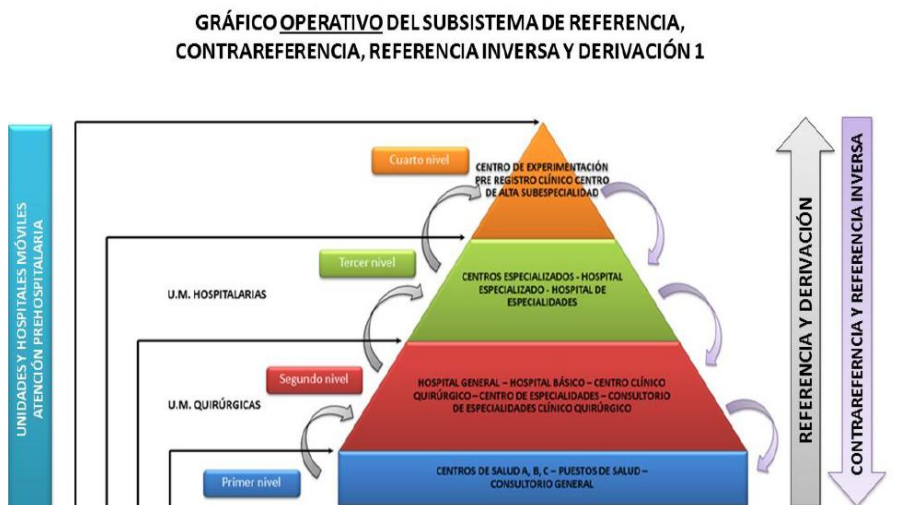 GRÁFICO OPERATIVO DEL SUBSISTEMA DE REFERENCIA,
CONTRAREFERENCIA, REFERENCIA INVERSA Y DERIVACIÓN 1
UNIDADES Y HOSPITALES MÓVILES
ATENCIÓN PREHOSPITALARIA
Cuarto nivel
CENTRO DE EXPERIMENTACIÓN
PRE REGISTRO CLÍNICO CENTRO
DE ALTA SUBESPECIALIDAD
Tercer nivel
CENTROS ESPECIALIZADOS - HOSPITAL
ESPECIALIZADO - HOSPITAL DE
ESPECIALIDADES
U.M. HOSPITALARIAS
Segundo nivel
HOSPITAL GENERAL – HOSPITAL BÁSICO – CENTRO CLÍNICO
QUIRÚRGICO – CENTRO DE ESPECIALIDADES – CONSULTORIO
DE ESPECIALIDADES CLÍNICO QUIRÚRGICO
U.M. QUIRÚRGICAS
Primer nivel
CENTROS DE SALUD A, B, C – PUESTOS DE SALUD –
CONSULTORIO GENERAL
REFERENCIA Y DERIVACIÓN
CONTRAREFERNCIA Y REFERENCIA INVERSA